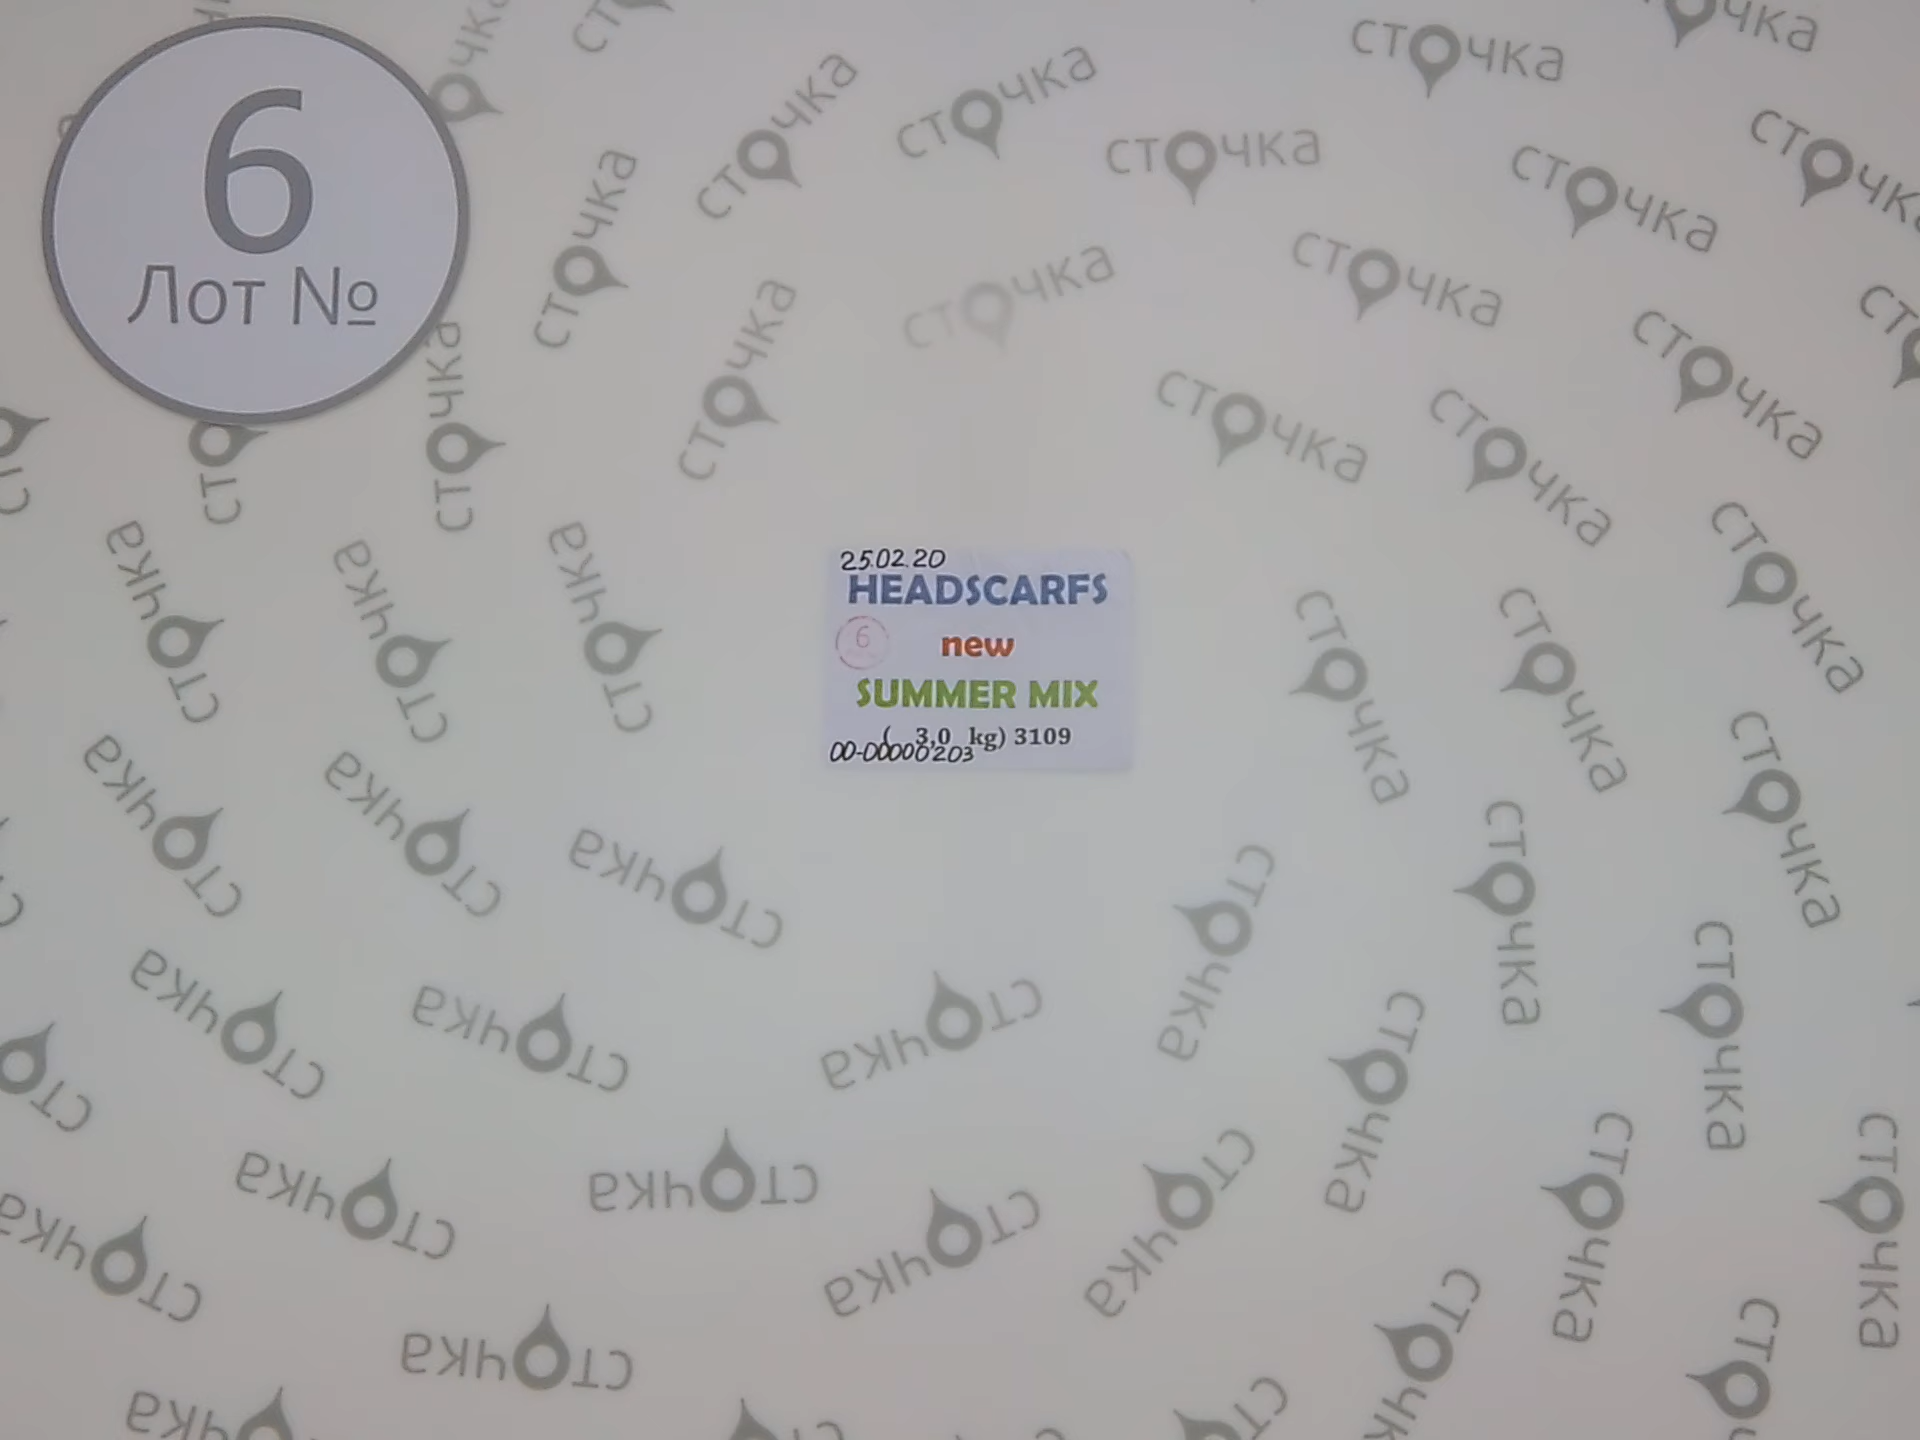 6
Лот №
25.02.20
HEADSCARFS
6
new
SUMMER MIX
( 3,0 kg) 3109
00-00000203
сточка